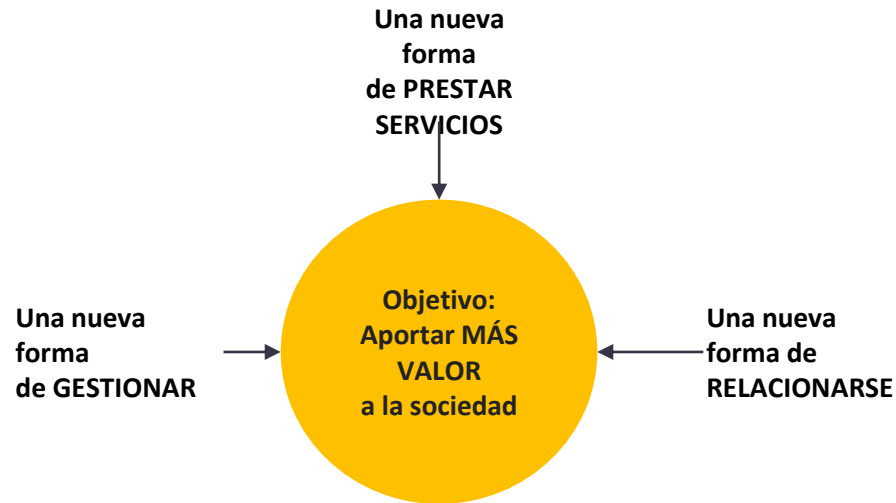 Una nueva
forma
de PRESTAR
SERVICIOS
Objetivo:
Aportar MÁS
VALOR
a la sociedad
Una nueva
forma
de GESTIONAR
Una nueva
forma de
RELACIONARSE